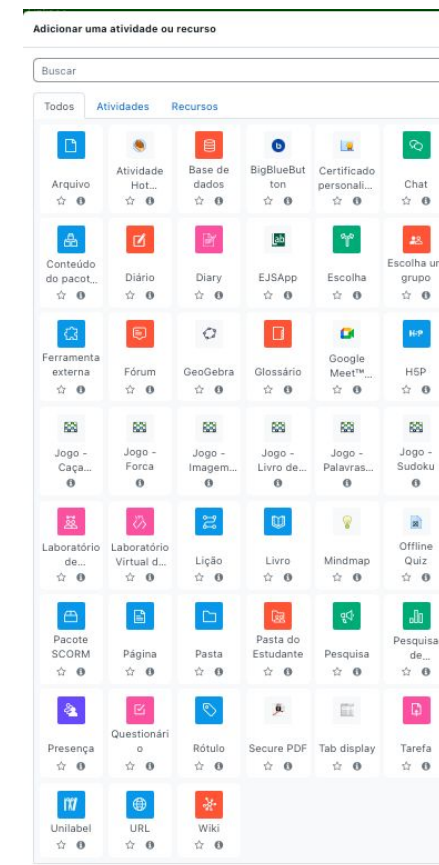 Adicionar uma atividade ou recurso
Buscar
Todos Atividades Recursos
Arquivo
Atividade
Hot...
Base de
dados
BigBlueBut
ton
Certificado
personali...
Chat
Conteúdo
do pacot...
Diário
Diary
EJSApp
Escolha
Escolha
grupo
Ferramenta
externa
Fórum
GeoGebra
Glossário
Google
Meet™...
H5P
H5P
Jogo -
Caça...
Jogo -
Forca
Jogo -
Imagem...
Jogo -
Livro de...
Jogo -
Palavras...
Jogo -
Sudoku
Laboratório
de...
Laboratório
Virtual d...
Lição
Livro
Mindmap
Offline
Quiz
Pacote
SCORM
Página
Pasta
Pasta do
Estudante
Pesquisa
Pesquisa
de...
Presença
Questionári
o
Rótulo
Secure PDF
Tab display
Tarefa
Unilabel
URL
Wiki